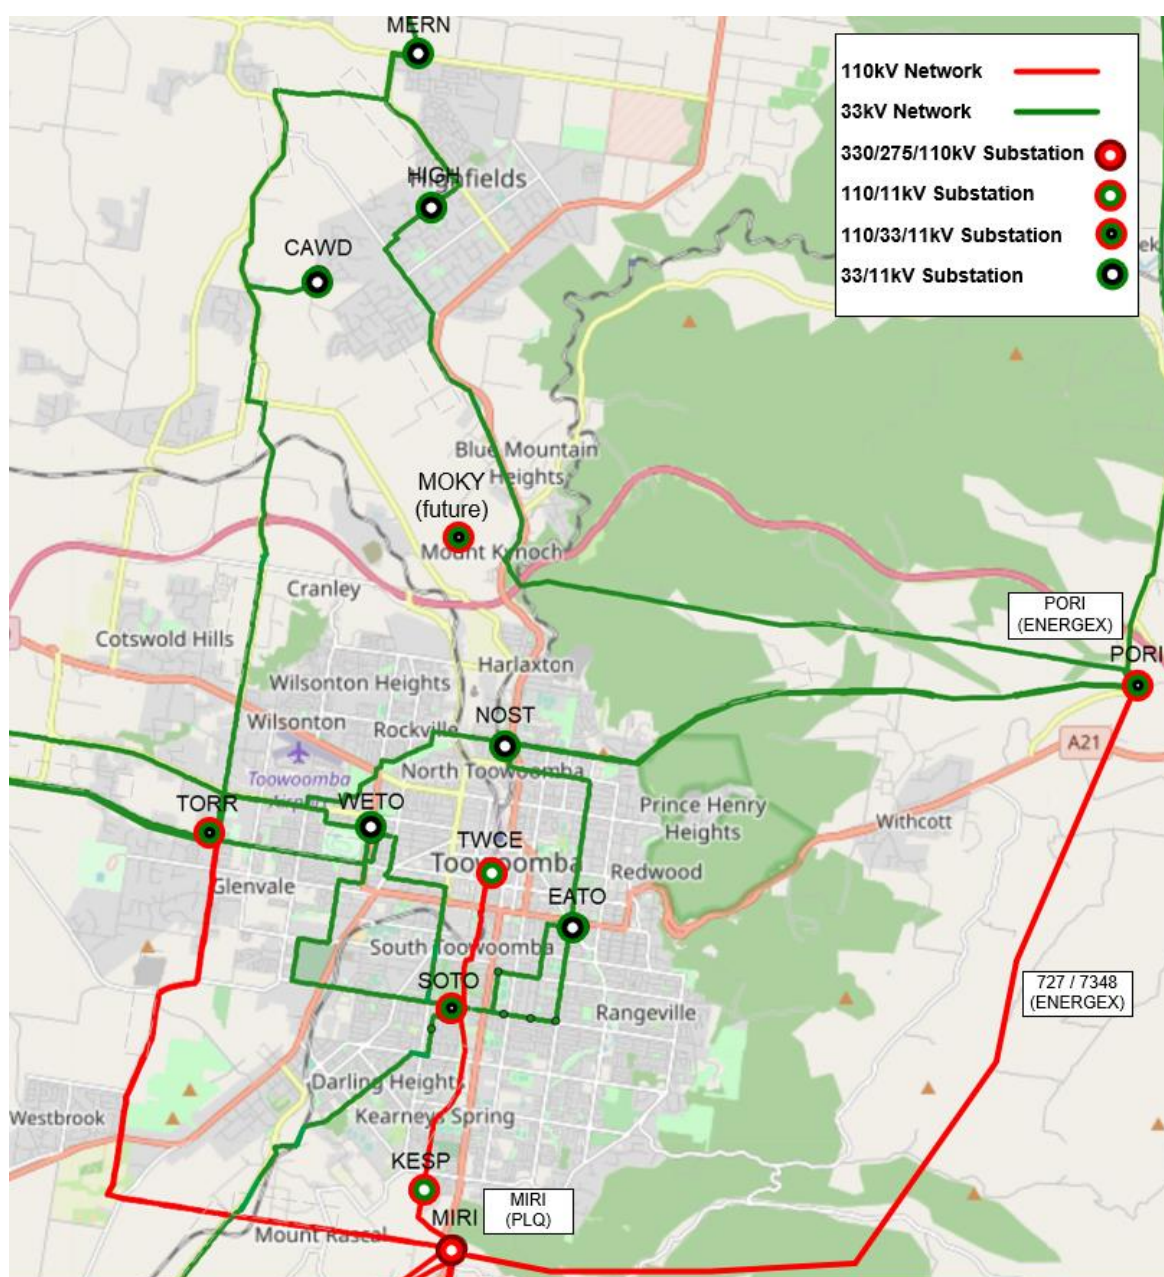 MERN
110kV Network
33kV Network
330/275/110kV Substation
110/11kV Substation
110/33/11kV Substation
33/11kV Substation
HIGH
Highfields
CAWD
Blue Mountain
Heights
MOKY
(future)
Mount Kynoch
Cranley
PORI
(ENERGEX)
PORI
Cotswold Hills
Harlaxton
Wilsonton Heights
Wilsonton
Rockville
NOST
A21
Toowoomba
Airport
North Toowoomba
TORR
WETO
Prince Henry
Heights
Withcott
TWCE
Toowoomba
Redwood
Glenvale
EATO
South Toowoomba
SOTO
727 / 7348
(ENERGEX)
Rangeville
Darling Heights
Westbrook
Kearneys Spring
KESP
MIRI
MIRI
(PLQ)
Mount Rascal